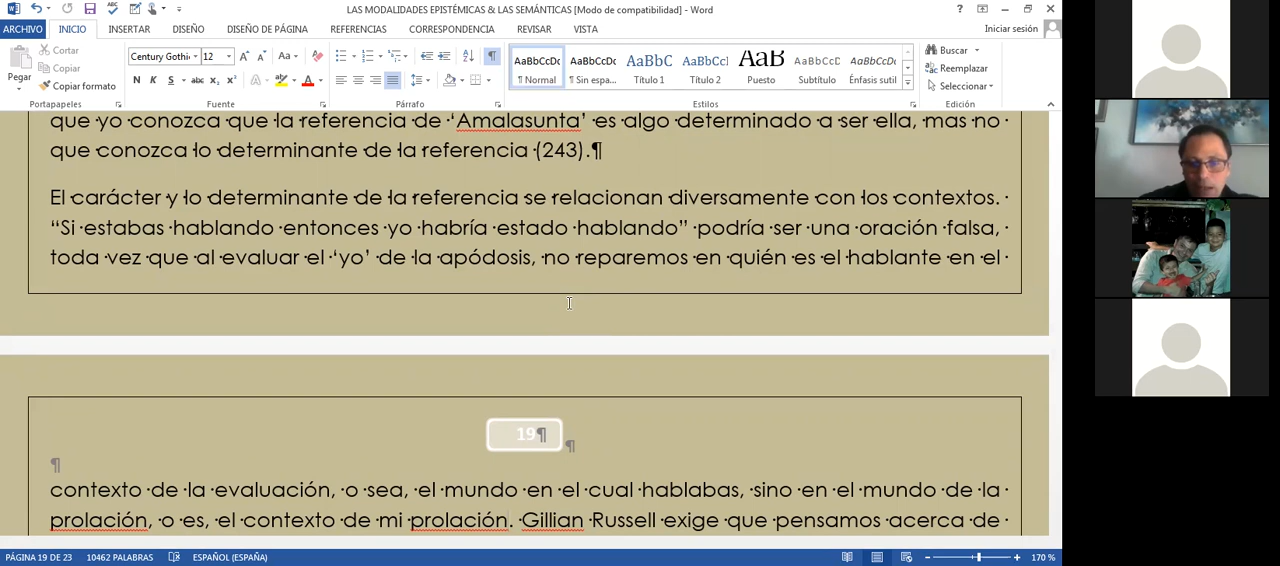 LAS MODALIDADES EPISTÉMICAS & LAS SEMÁNTICAS [Modo de compatibilidad] - Word
ARCHIVO INICIO INSERTAR DISEÑO DISEÑO DE PÁGINA REFERENCIAS CORRESPONDENCIA REVISAR VISTA Iniciar sesión
Pegar
Cortar
Copiar
Copiar formato
Portapapeles
Century Gothi 12
N K S abc x₂ x²
Fuente
Párrafo
AaBbCcDc AaBbCcDc AaBbC AaBbCcl AaB AaBbCcC AaBbCcDc
¶ Normal ¶ Sin espa... Título 1 Título 2 Puesto Subtítulo Énfasis sutil
Estilos
Buscar
Reemplazar
Seleccionar
Edición
que yo conozca que la referencia de ‘Amalasunta’ es algo determinado a ser ella, mas no
que conozca lo determinante de la referencia (243).¶
El carácter y lo determinante de la referencia se relacionan diversamente con los contextos.
“Si estabas hablando entonces yo habría estado hablando” podría ser una oración falsa,
toda vez que al evaluar el ‘yo’ de la apódosis, no reparemos en quién es el hablante en el
19¶
¶
¶
contexto de la evaluación, o sea, el mundo en el cual hablabas, sino en el mundo de la
prolación, o es, el contexto de mi prolación. Gillian Russell exige que pensamos acerca de
PÁGINA 19 DE 23 10462 PALABRAS ESPAÑOL (ESPAÑA) 170 %